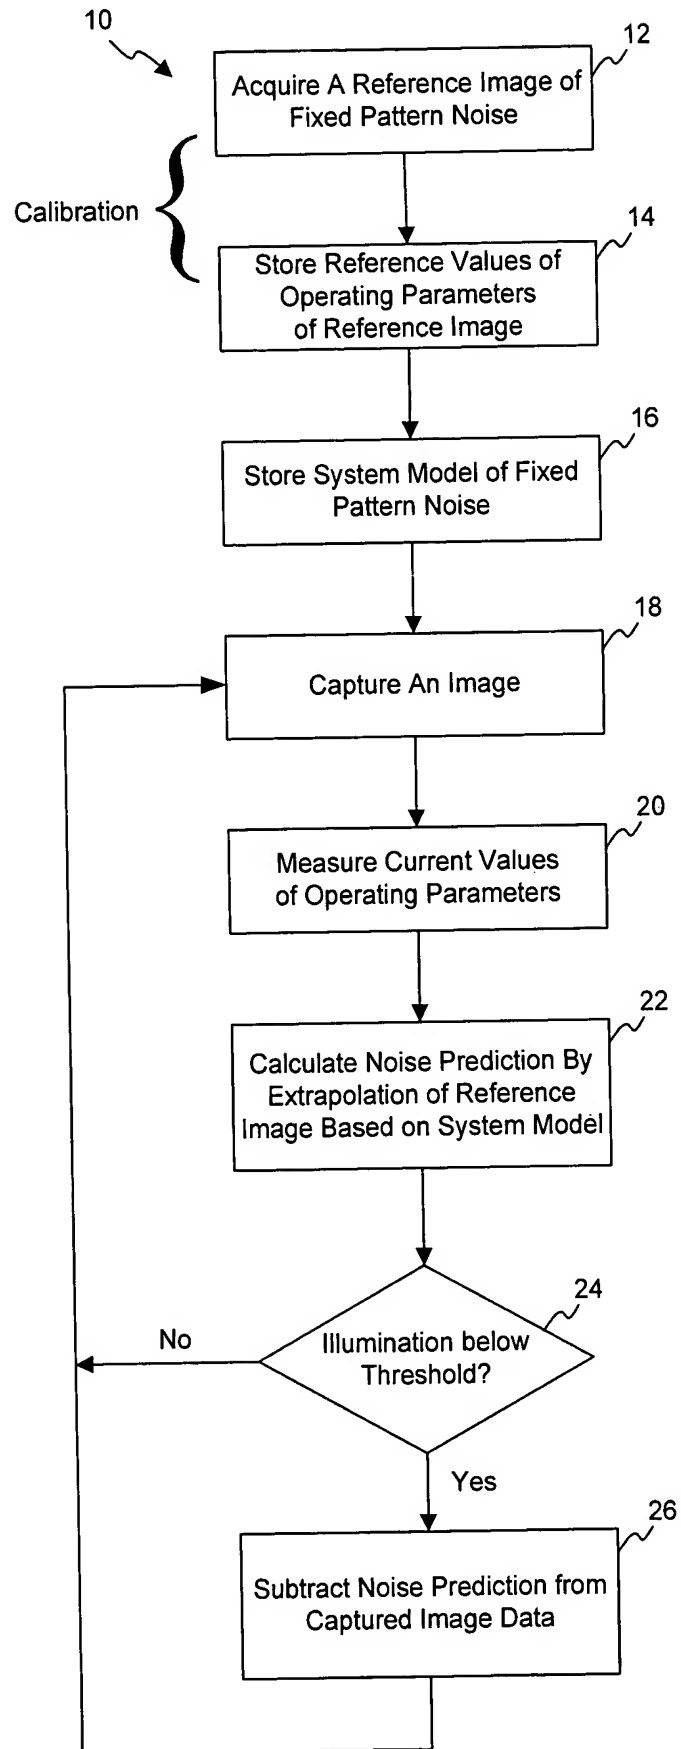 10
12
Acquire A Reference Image of
Fixed Pattern Noise
Calibration
14
Store Reference Values of
Operating Parameters
of Reference Image
16
Store System Model of Fixed
Pattern Noise
18
Capture An Image
20
Measure Current Values
of Operating Parameters
22
Calculate Noise Prediction By
Extrapolation of Reference
Image Based on System Model
24
Illumination below
Threshold?
No
Yes
26
Subtract Noise Prediction from
Captured Image Data